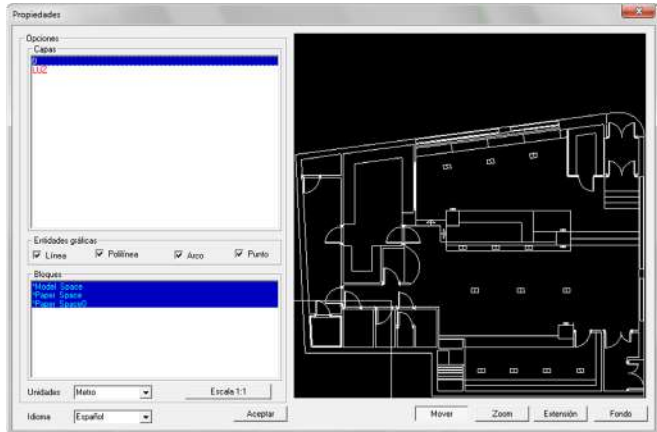 Propiedades
Opciones
Capas
0
LUZ
Entidades gráficas
Línea
Polilínea
Arco
Punto
Bloques
*Model Space
*Paper Space
*Paper Space0
Unidades
Metro
Escala 1:1
Idioma
Español
Aceptar
Mover
Zoom
Extensión
Fondo